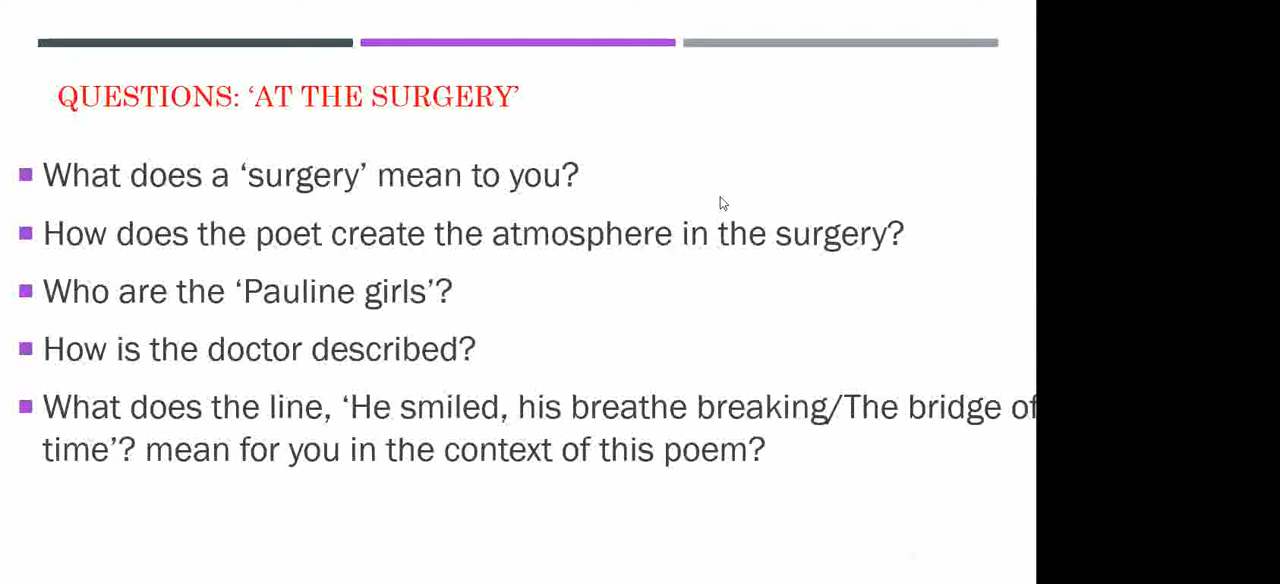 QUESTIONS: ‘AT THE SURGERY’
What does a ‘surgery’ mean to you?
How does the poet create the atmosphere in the surgery?
Who are the ‘Pauline girls’?
How is the doctor described?
What does the line, ‘He smiled, his breathe breaking/The bridge of
time’? mean for you in the context of this poem?